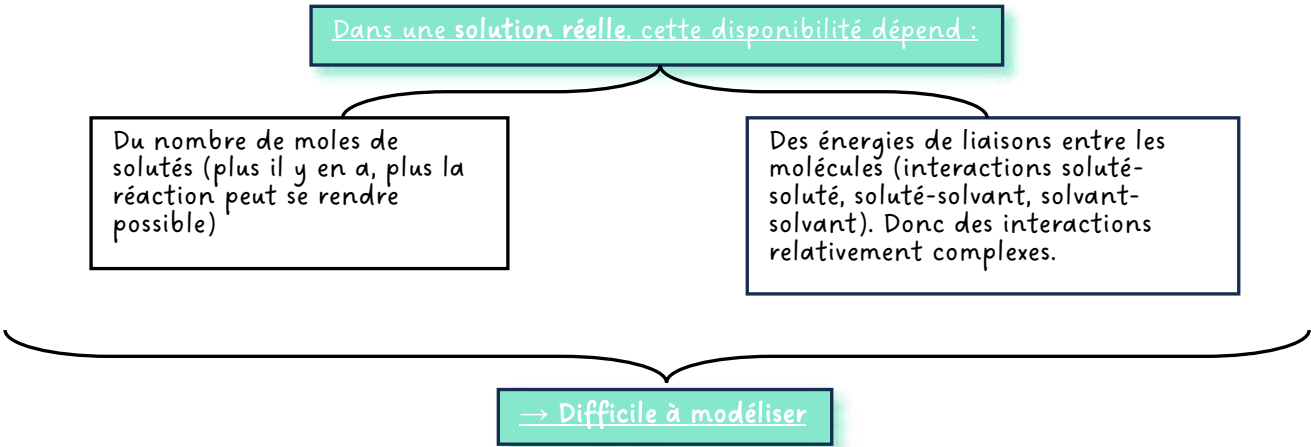 Dans une solution réelle, cette disponibilité dépend :
Du nombre de moles de
solutés (plus il y en a, plus la
réaction peut se rendre
possible)
Des énergies de liaisons entre les
molécules (interactions soluté-
soluté, soluté-solvant, solvant-
solvant). Donc des interactions
relativement complexes.
→ Difficile à modéliser